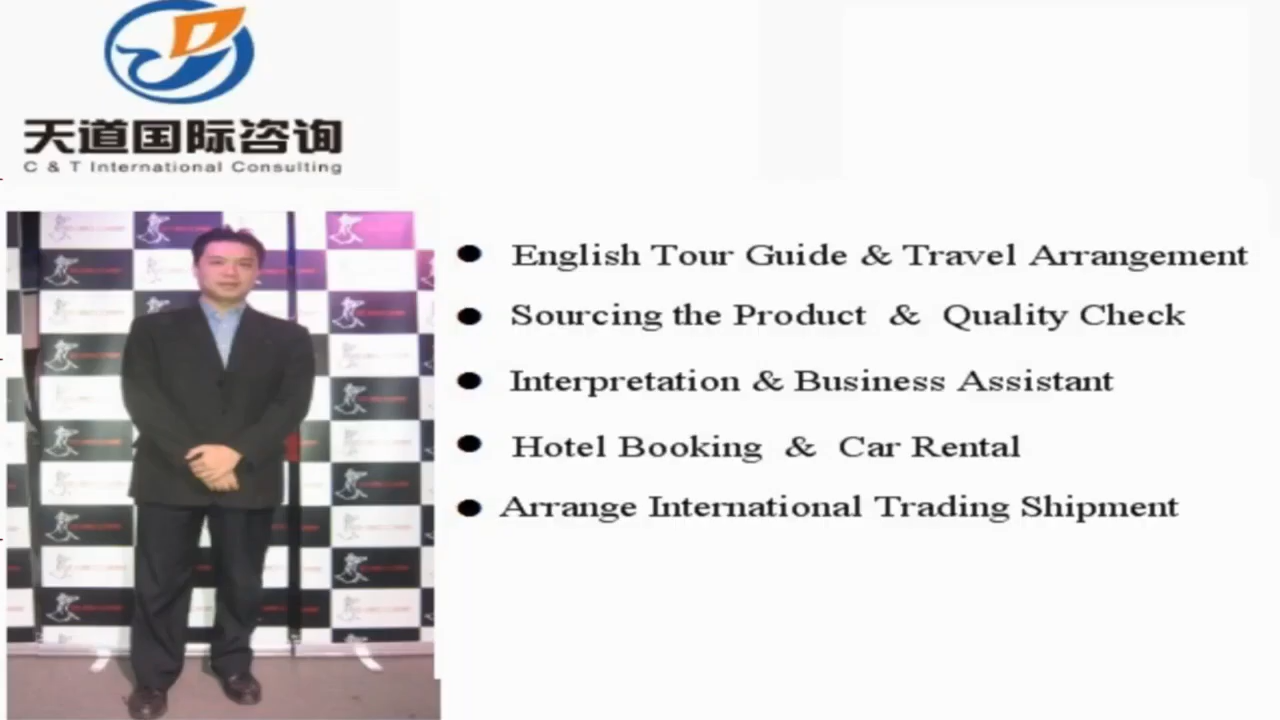 天道国际咨询
C & T International Consulting
English Tour Guide & Travel Arrangement
Sourcing the Product & Quality Check
Interpretation & Business Assistant
Hotel Booking & Car Rental
Arrange International Trading Shipment